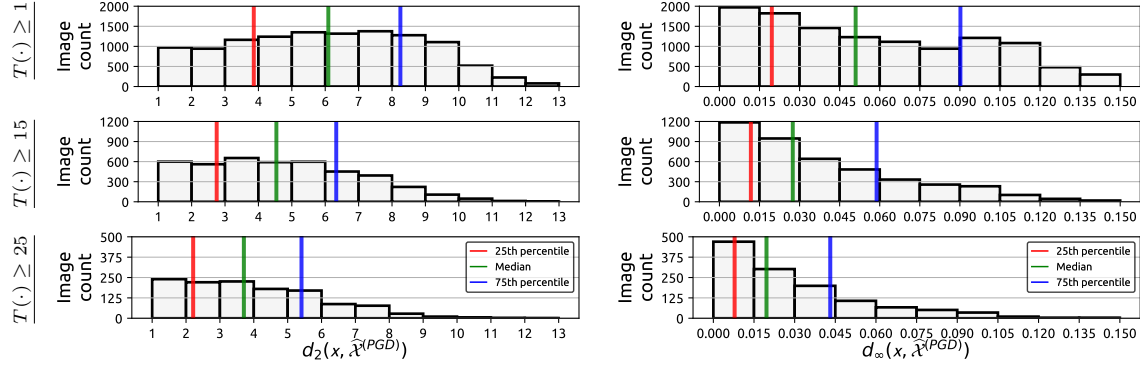 T(·) ≥ 1
Image count
2000
1500
1000
500
0
1 2 3 4 5 6 7 8 9 10 11 12 13
Image count
2000
1500
1000
500
0
0.000 0.015 0.030 0.045 0.060 0.075 0.090 0.105 0.120 0.135 0.150
T(·) ≥ 15
Image count
1200
900
600
300
0
1 2 3 4 5 6 7 8 9 10 11 12 13
Image count
1200
900
600
300
0
0.000 0.015 0.030 0.045 0.060 0.075 0.090 0.105 0.120 0.135 0.150
T(·) ≥ 25
Image count
500
375
250
125
0
25th percentile
Median
75th percentile
1 2 3 4 5 6 7 8 9 10 11 12 13
d₂(x, X̂^(PGD))
Image count
500
375
250
125
0
25th percentile
Median
75th percentile
0.000 0.015 0.030 0.045 0.060 0.075 0.090 0.105 0.120 0.135 0.150
d∞(x, X̂^(PGD))